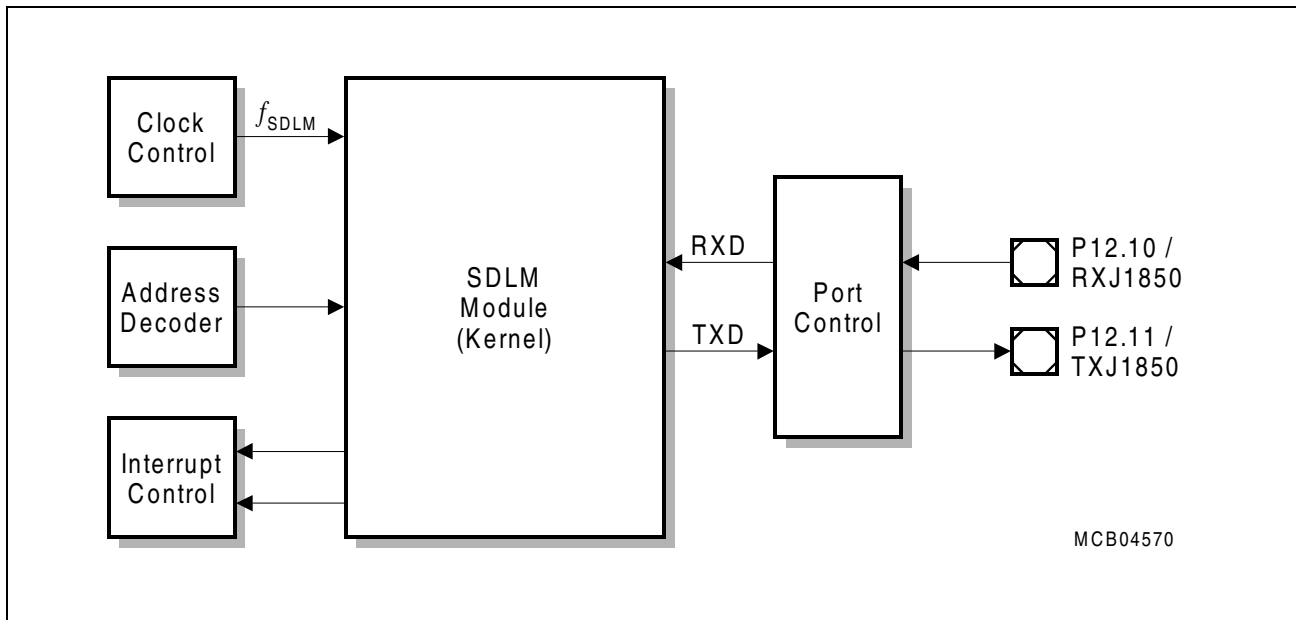 Clock
Control
fSDLM
Address
Decoder
Interrupt
Control
SDLM
Module
(Kernel)
RXD
TXD
Port
Control
P12.10 /
RXJ1850
P12.11 /
TXJ1850
MCB04570